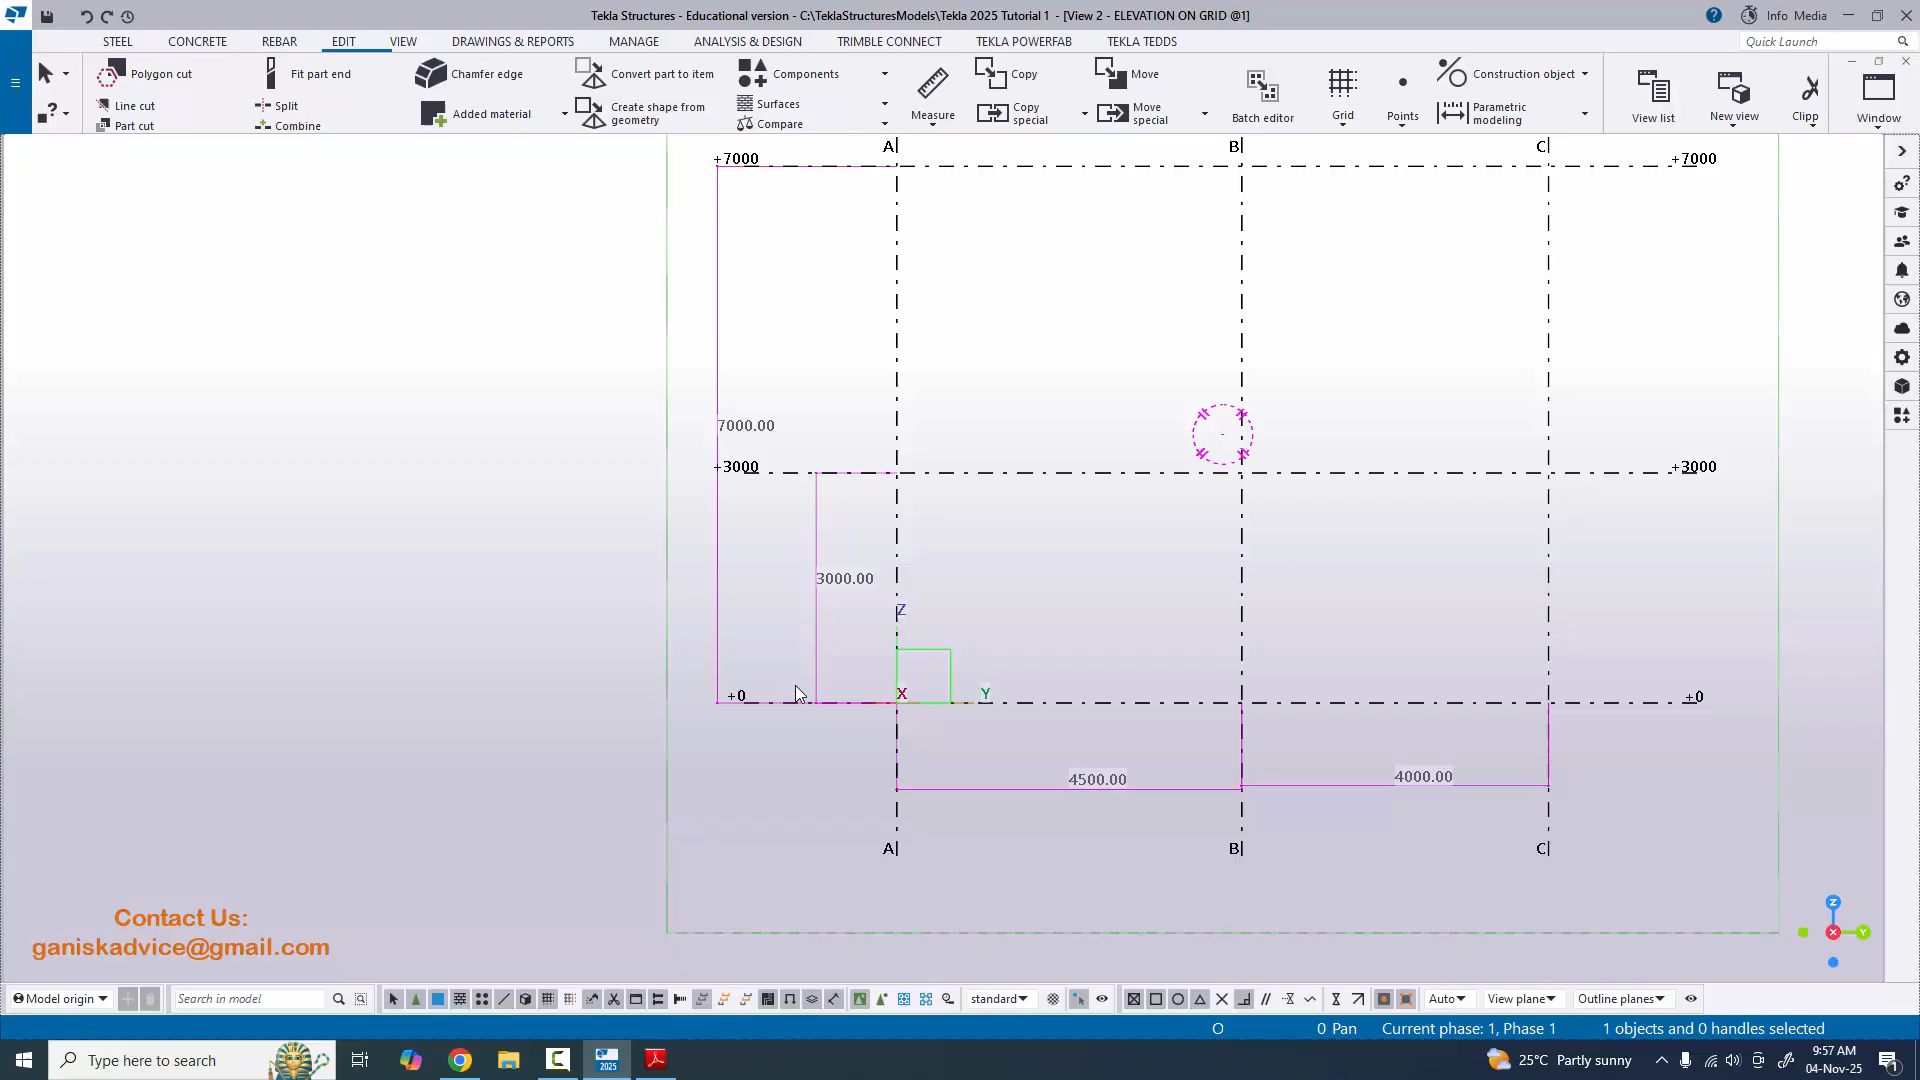 Tekla Structures - Educational version - C:\TeklaStructuresModels\Tekla 2025 Tutorial 1 - [View 2 - ELEVATION ON GRID @1]
Info Media
STEEL CONCRETE REBAR EDIT VIEW DRAWINGS & REPORTS MANAGE ANALYSIS & DESIGN TRIMBLE CONNECT TEKLA POWERFAB TEKLA TEDDS
Quick Launch
Polygon cut
Line cut
Part cut
Fit part end
Split
Combine
Chamfer edge
Added material
Convert part to item
Create shape from
geometry
Components
Surfaces
Compare
Measure
Copy
Copy
special
Move
Move
special
Batch editor
Grid
Points
Construction object
Parametric
modeling
View list
New view
Clipp
Window
A B C
+7000 +7000
7000.00
+3000 +3000
3000.00
Z
+0 X Y +0
4500.00 4000.00
A B C
Contact Us:
ganiskadvice@gmail.com
Z
X Y
Model origin
Search in model
standard
Auto
View plane
Outline planes
O 0 Pan Current phase: 1, Phase 1 1 objects and 0 handles selected
Type here to search
2025
25°C Partly sunny
9:57 AM
04-Nov-25
1